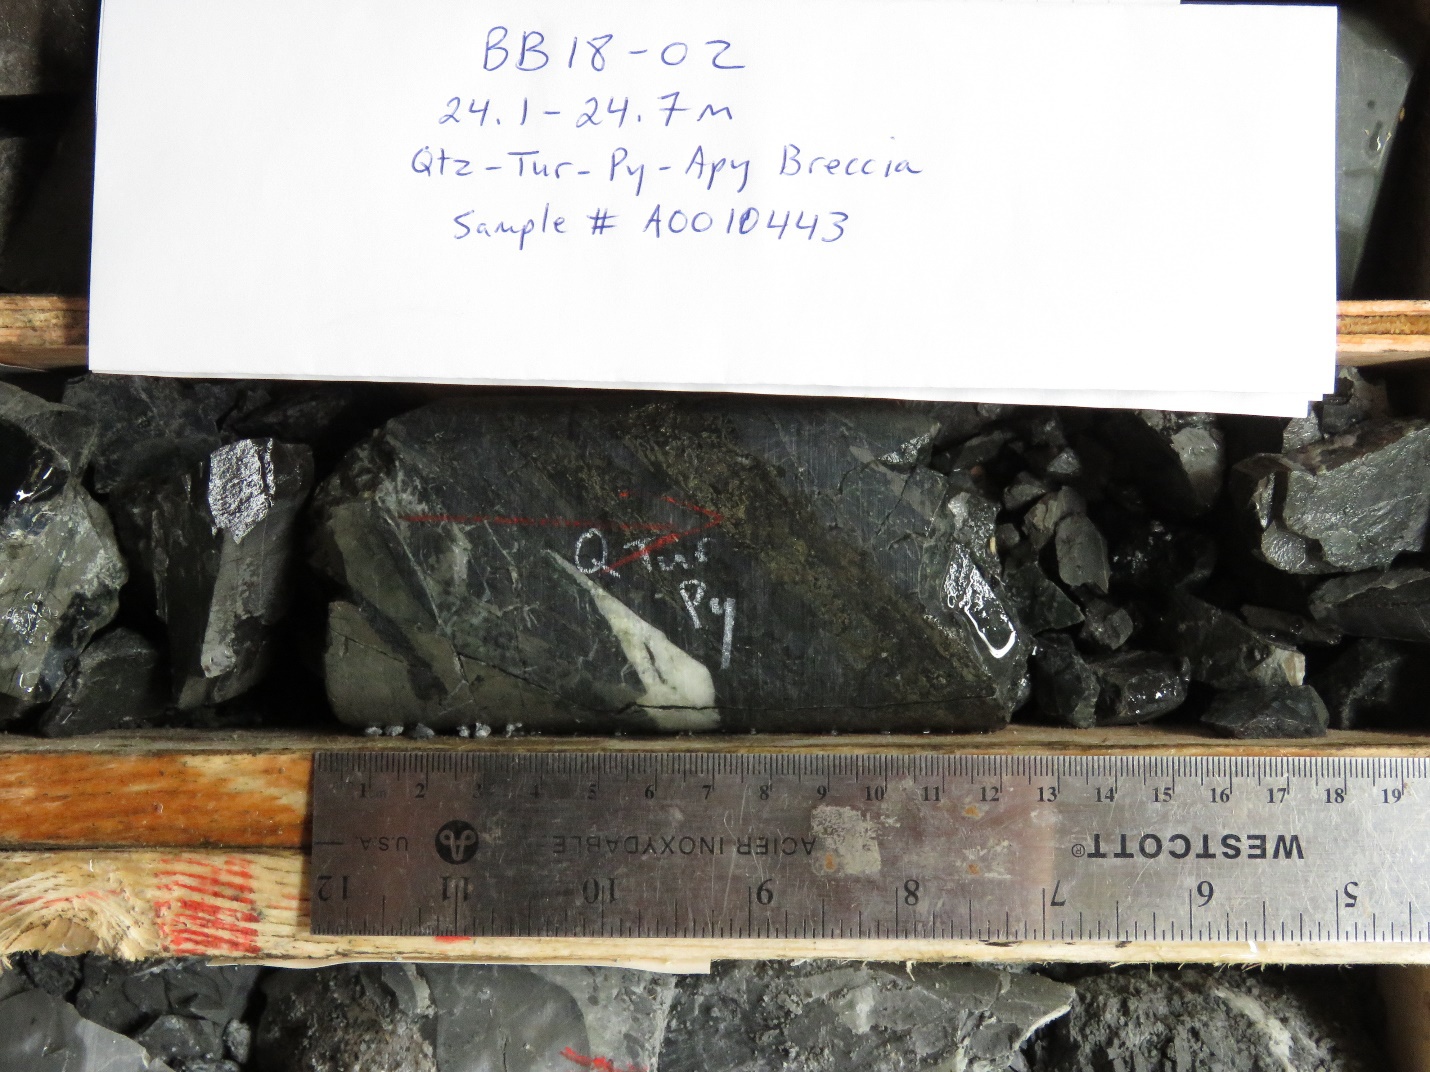 BB18-02
24.1-24.7m
Qtz-Tur-Py-Apy Breccia
Sample # A0010443
Q Tur
Py
1 2 3 4 5 6 7 8 9 10 11 12 13 14 15 16 17 18 19
U.S.A. ACIER INOXYDABLE WESTCOTT®
12 11 10 9 8 7 6 5